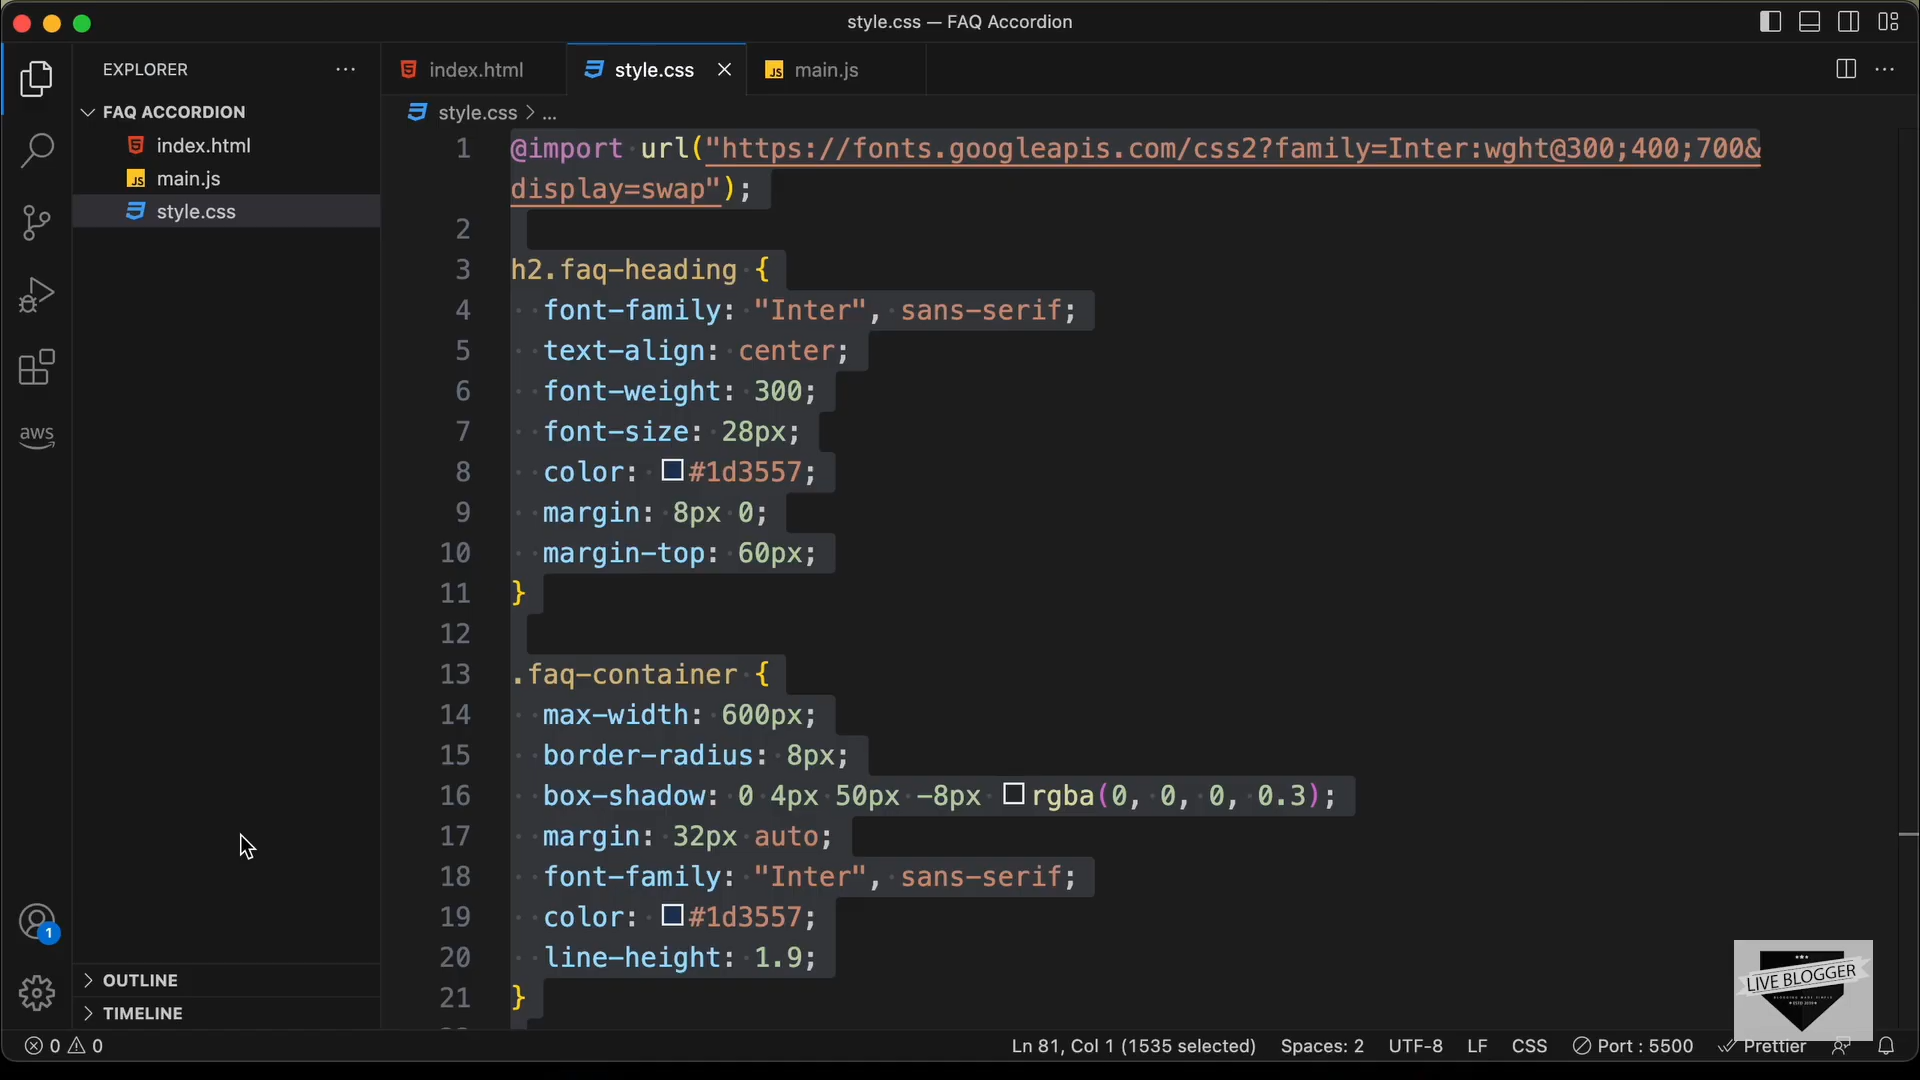 style.css — FAQ Accordion
EXPLORER
FAQ ACCORDION
index.html
main.js
style.css
aws
1
OUTLINE
TIMELINE
index.html
style.css
main.js
style.css > ...
1 @import url("https://fonts.googleapis.com/css2?family=Inter:wght@300;400;700&
display=swap");
2
3 h2.faq-heading {
4 font-family: "Inter", sans-serif;
5 text-align: center;
6 font-weight: 300;
7 font-size: 28px;
8 color: #1d3557;
9 margin: 8px 0;
10 margin-top: 60px;
11 }
12
13 .faq-container {
14 max-width: 600px;
15 border-radius: 8px;
16 box-shadow: 0 4px 50px -8px rgba(0, 0, 0, 0.3);
17 margin: 32px auto;
18 font-family: "Inter", sans-serif;
19 color: #1d3557;
20 line-height: 1.9;
21 }
LIVE BLOGGER
0 0 Ln 81, Col 1 (1535 selected) Spaces: 2 UTF-8 LF CSS Port : 5500 Prettier